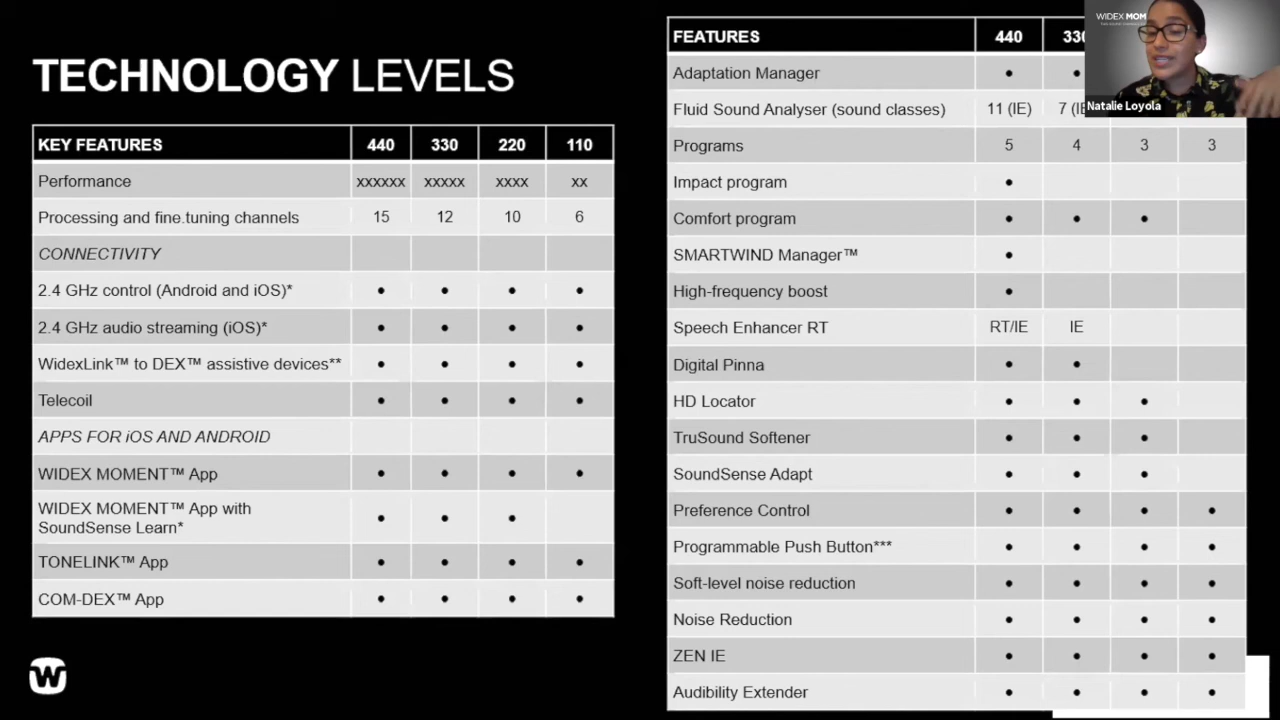 TECHNOLOGY LEVELS
KEY FEATURES 440 330 220 110
Performance xxxxxx xxxxx xxxx xx
Processing and fine.tuning channels 15 12 10 6
CONNECTIVITY
2.4 GHz control (Android and iOS)* • • • •
2.4 GHz audio streaming (iOS)* • • • •
WidexLink™ to DEX™ assistive devices** • • • •
Telecoil • • • •
APPS FOR iOS AND ANDROID
WIDEX MOMENT™ App • • • •
WIDEX MOMENT™ App with
SoundSense Learn* • • •
TONELINK™ App • • • •
COM-DEX™ App • • • •
W
FEATURES 440 330
Adaptation Manager • •
Fluid Sound Analyser (sound classes) 11 (IE) 7 (IE
Programs 5 4 3 3
Impact program •
Comfort program • • •
SMARTWIND Manager™ •
High-frequency boost •
Speech Enhancer RT RT/IE IE
Digital Pinna • •
HD Locator • • •
TruSound Softener • • •
SoundSense Adapt • • •
Preference Control • • • •
Programmable Push Button*** • • • •
Soft-level noise reduction • • • •
Noise Reduction • • • •
ZEN IE • • • •
Audibility Extender • • • •
WIDEX MOM
Natalie Loyola